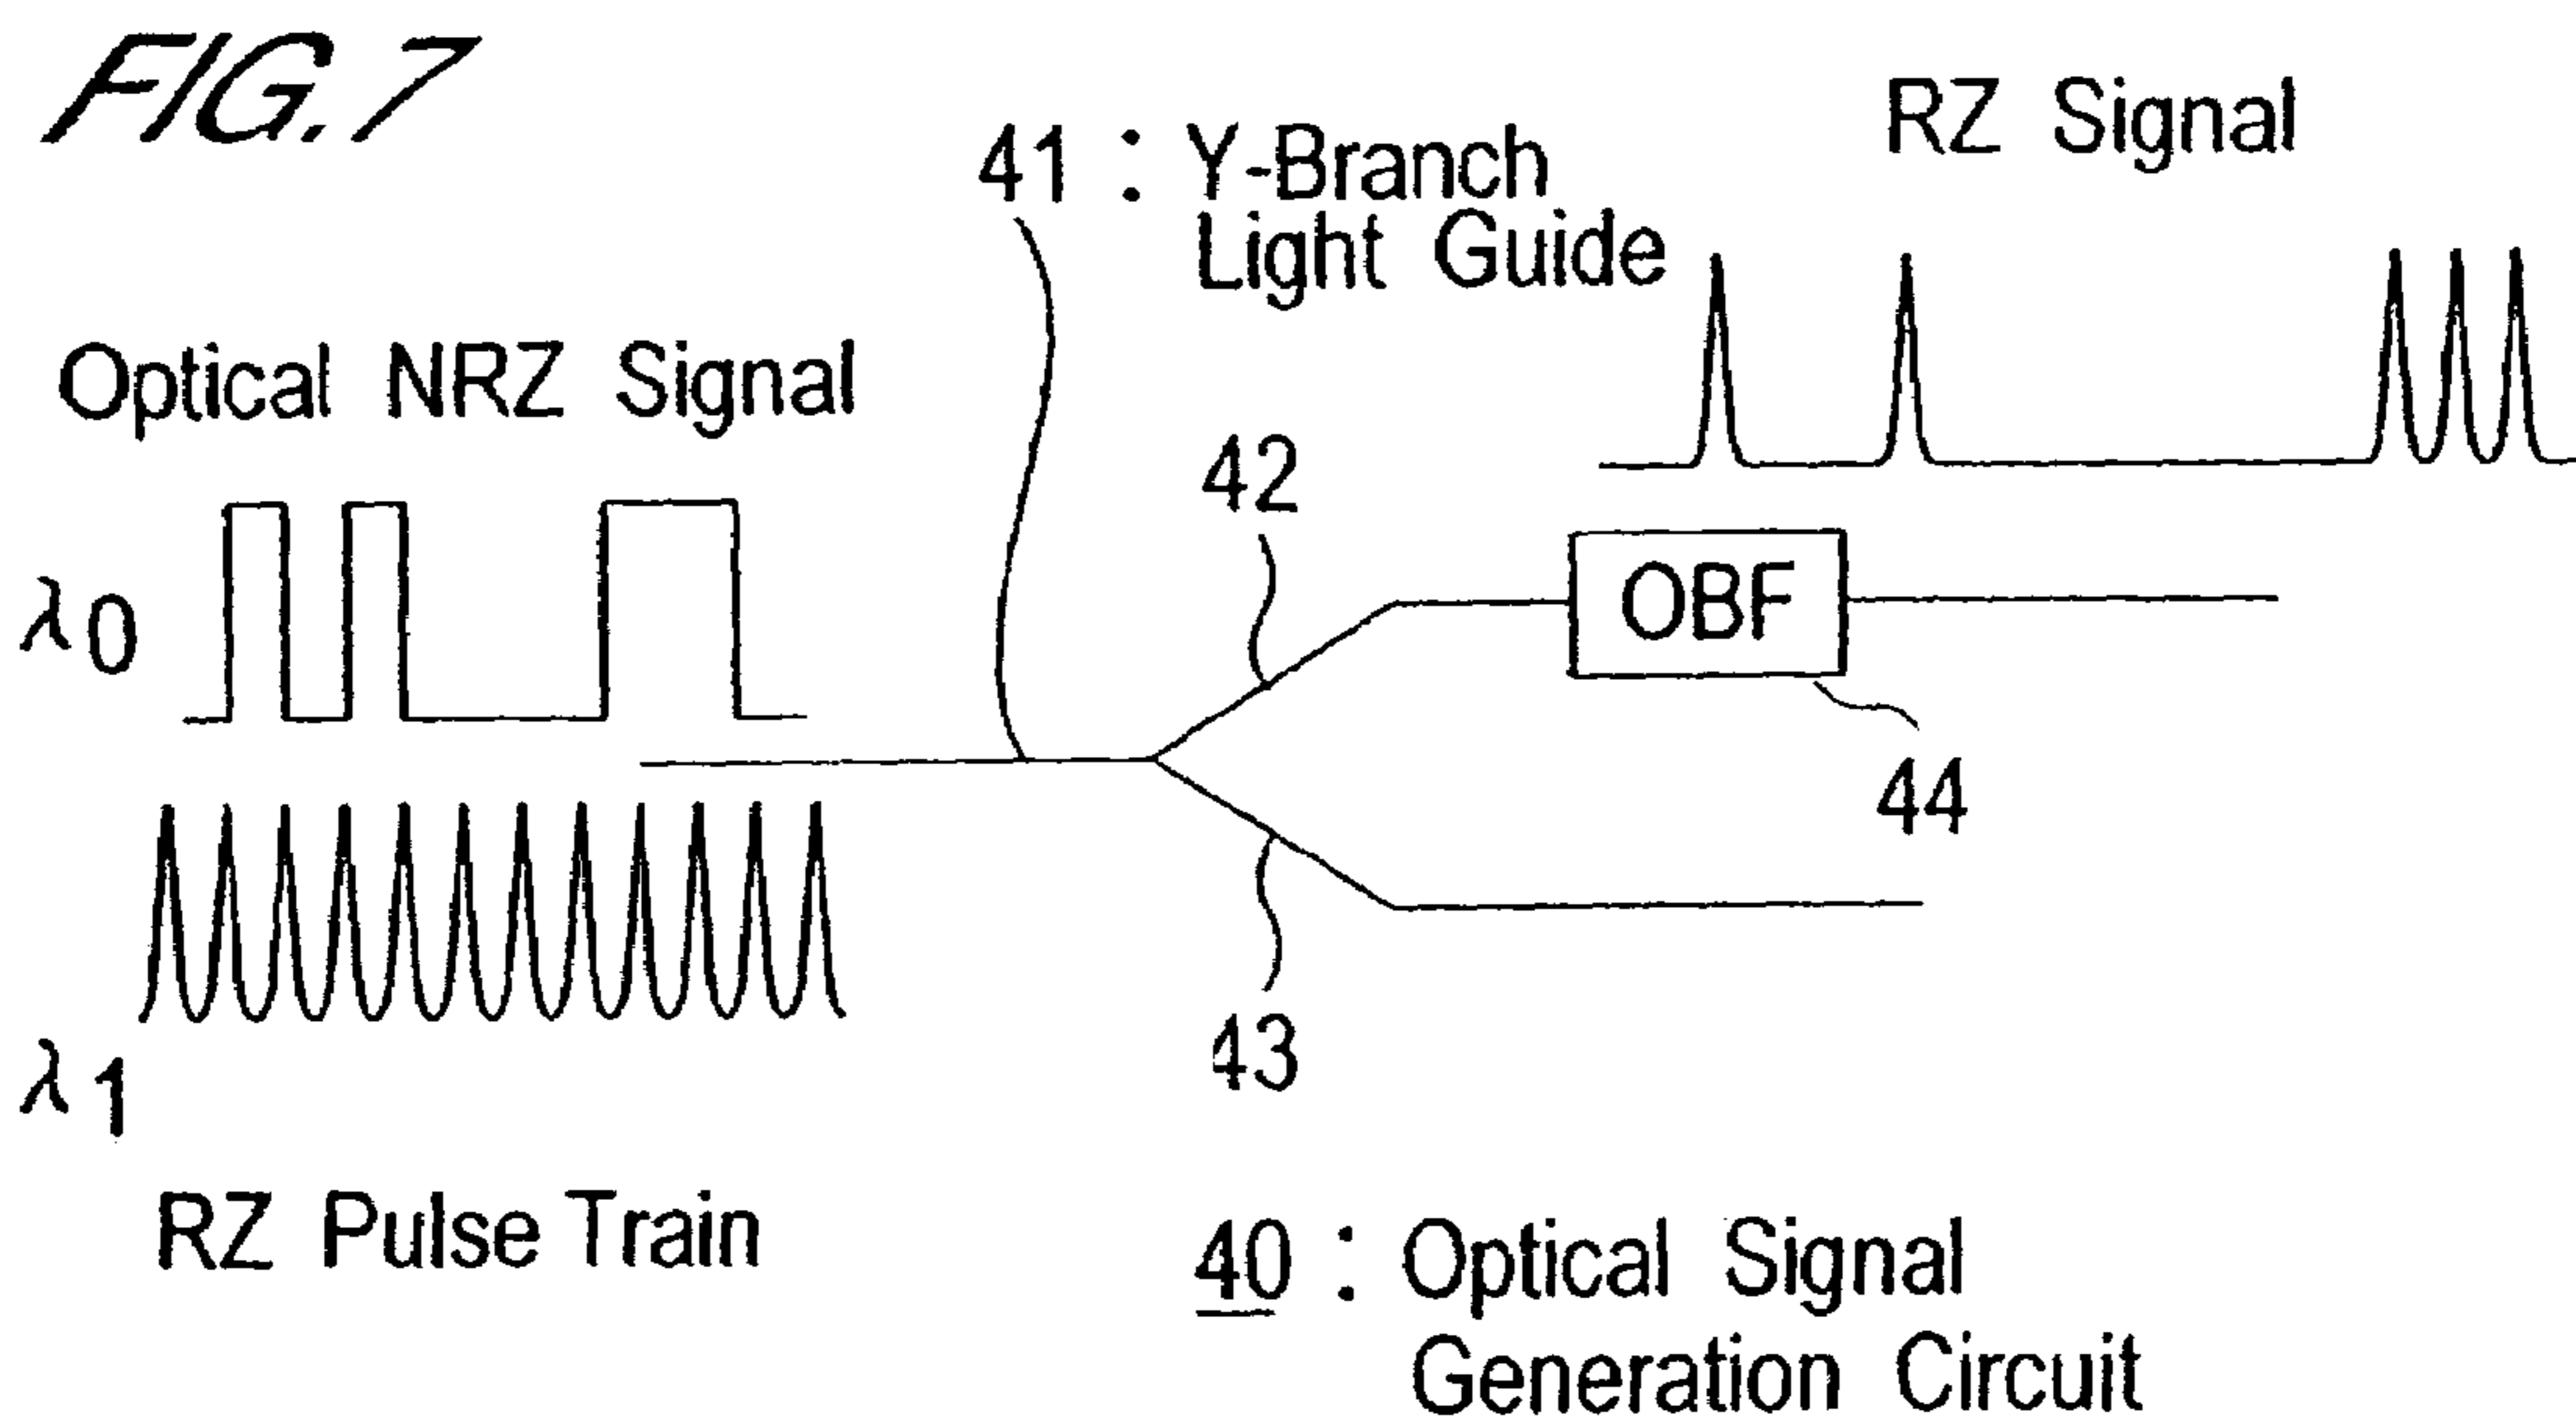 FIG. 7
RZ Signal
41 : Y-Branch
Light Guide
Optical NRZ Signal
42
λ0
OBF
44
43
λ1
RZ Pulse Train
40 : Optical Signal
Generation Circuit